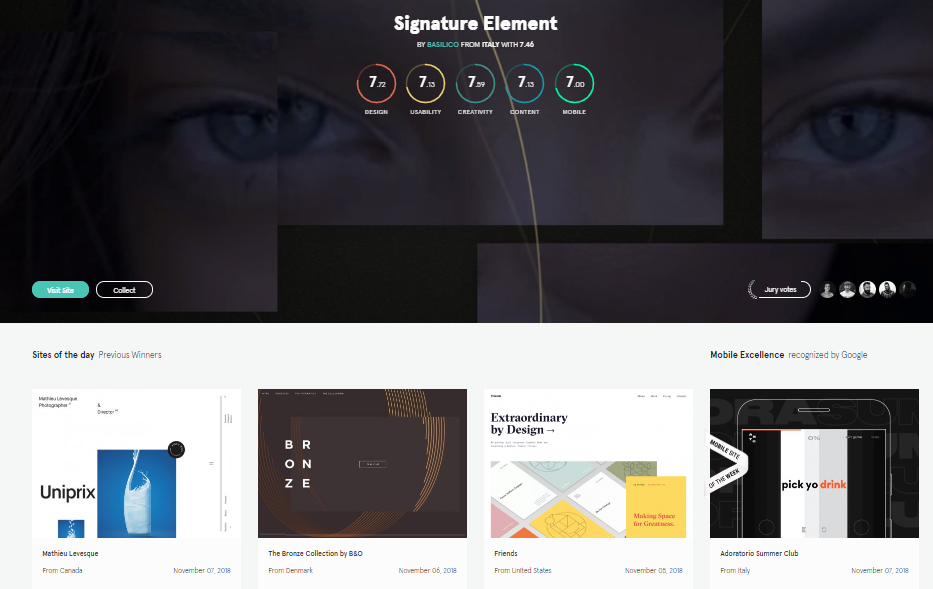 Signature Element
BY BASILICO FROM ITALY WITH 7.46
7.72 7.13 7.59 7.13 7.00
DESIGN USABILITY CREATIVITY CONTENT MOBILE
Visit Site Collect
Jury votes
Sites of the day Previous Winners
Mobile Excellence recognized by Google
Mathieu Levesque
Photographer
&
Director
Uniprix
BR
ON
ZE
Extraordinary
by Design →
Making Space
for Greatness.
MOBILE SITE
OF THE WEEK
0%
pick yo drink
Mathieu Levesque
From Canada November 07, 2018
The Bronze Collection by B&O
From Denmark November 06, 2018
Friends
From United States November 05, 2018
Adoratorio Summer Club
From Italy November 07, 2018